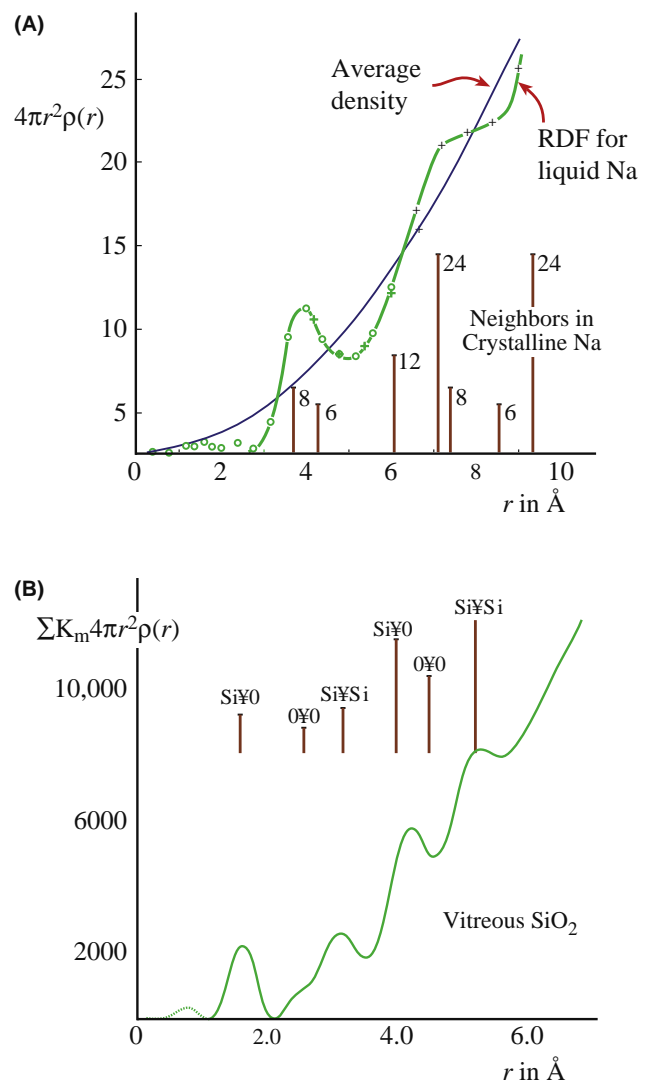 (A)
25
Average
density
4πr²ρ(r)
20
RDF for
liquid Na
15
24
24
Neighbors in
Crystalline Na
10
12
8
8
6
6
5
0
2
4
6
8
10
r in Å
(B)
∑Kₘ4πr²ρ(r)
Si¥Si
Si¥0
0¥0
10,000
Si¥0
Si¥Si
0¥0
6000
Vitreous SiO₂
2000
0
2.0
4.0
6.0
r in Å